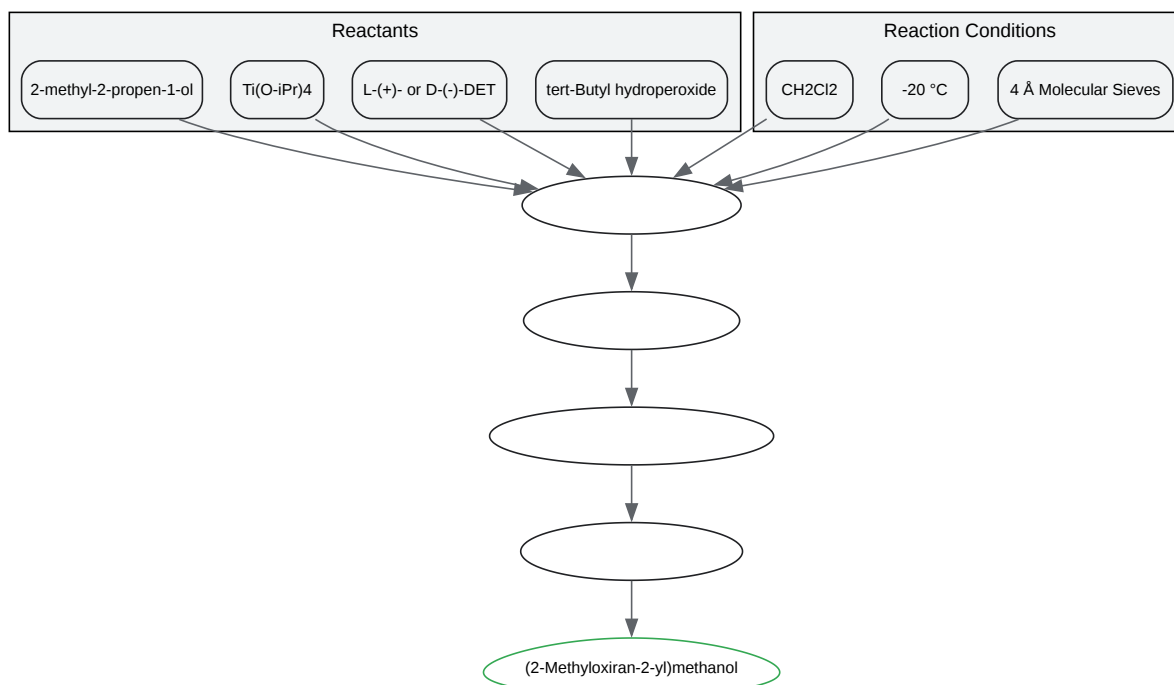 Reactants
Reaction Conditions
2-methyl-2-propen-1-ol
Ti(O-iPr)4
L-(+)- or D-(-)-DET
tert-Butyl hydroperoxide
CH2Cl2
-20 °C
4 Å Molecular Sieves
(2-Methyloxiran-2-yl)methanol